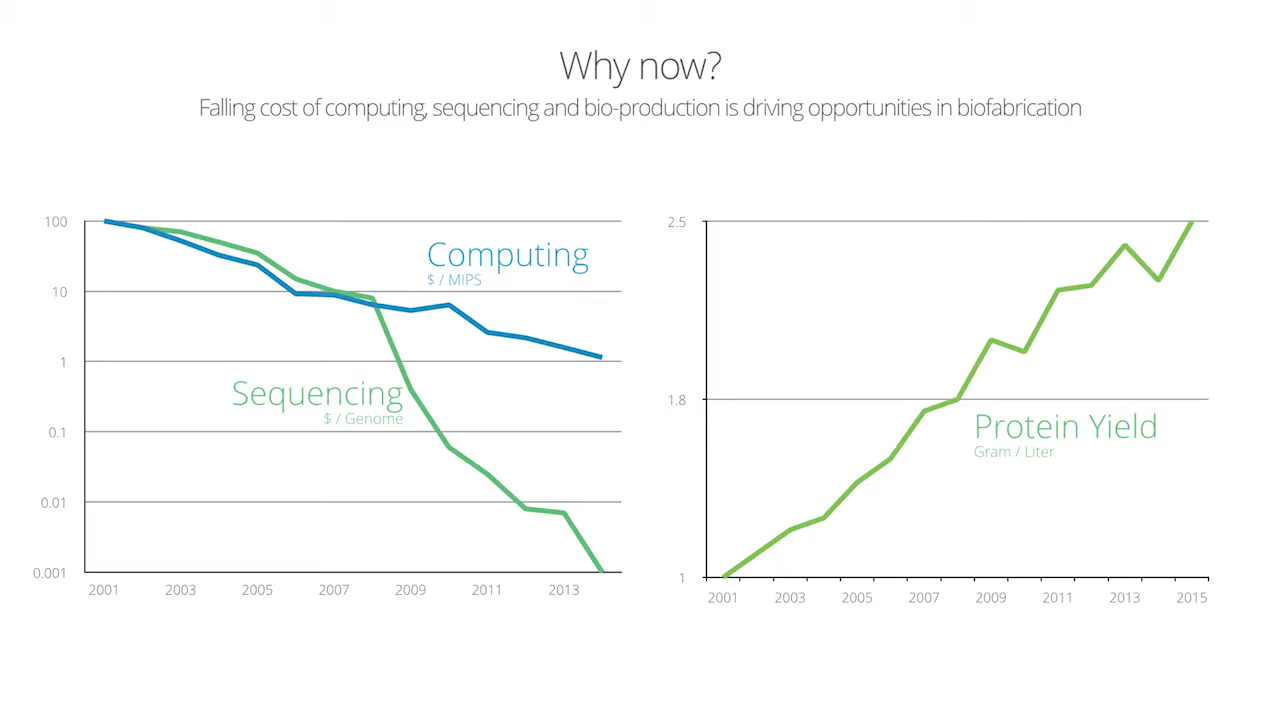 Why now?
Falling cost of computing, sequencing and bio-production is driving opportunities in biofabrication
100
10
1
0.1
0.01
0.001
Computing
$ / MIPS
Sequencing
$ / Genome
2001 2003 2005 2007 2009 2011 2013
2.5
1.8
1
Protein Yield
Gram / Liter
2001 2003 2005 2007 2009 2011 2013 2015